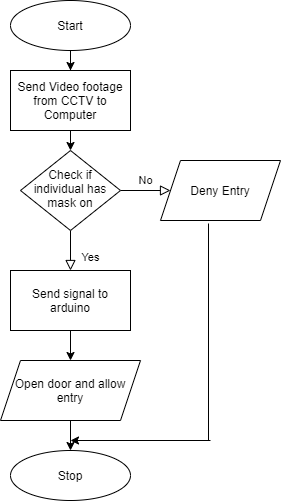 Start
Send Video footage
from CCTV to
Computer
Check if
individual has
mask on
No
Deny Entry
Yes
Send signal to
arduino
Open door and allow
entry
Stop